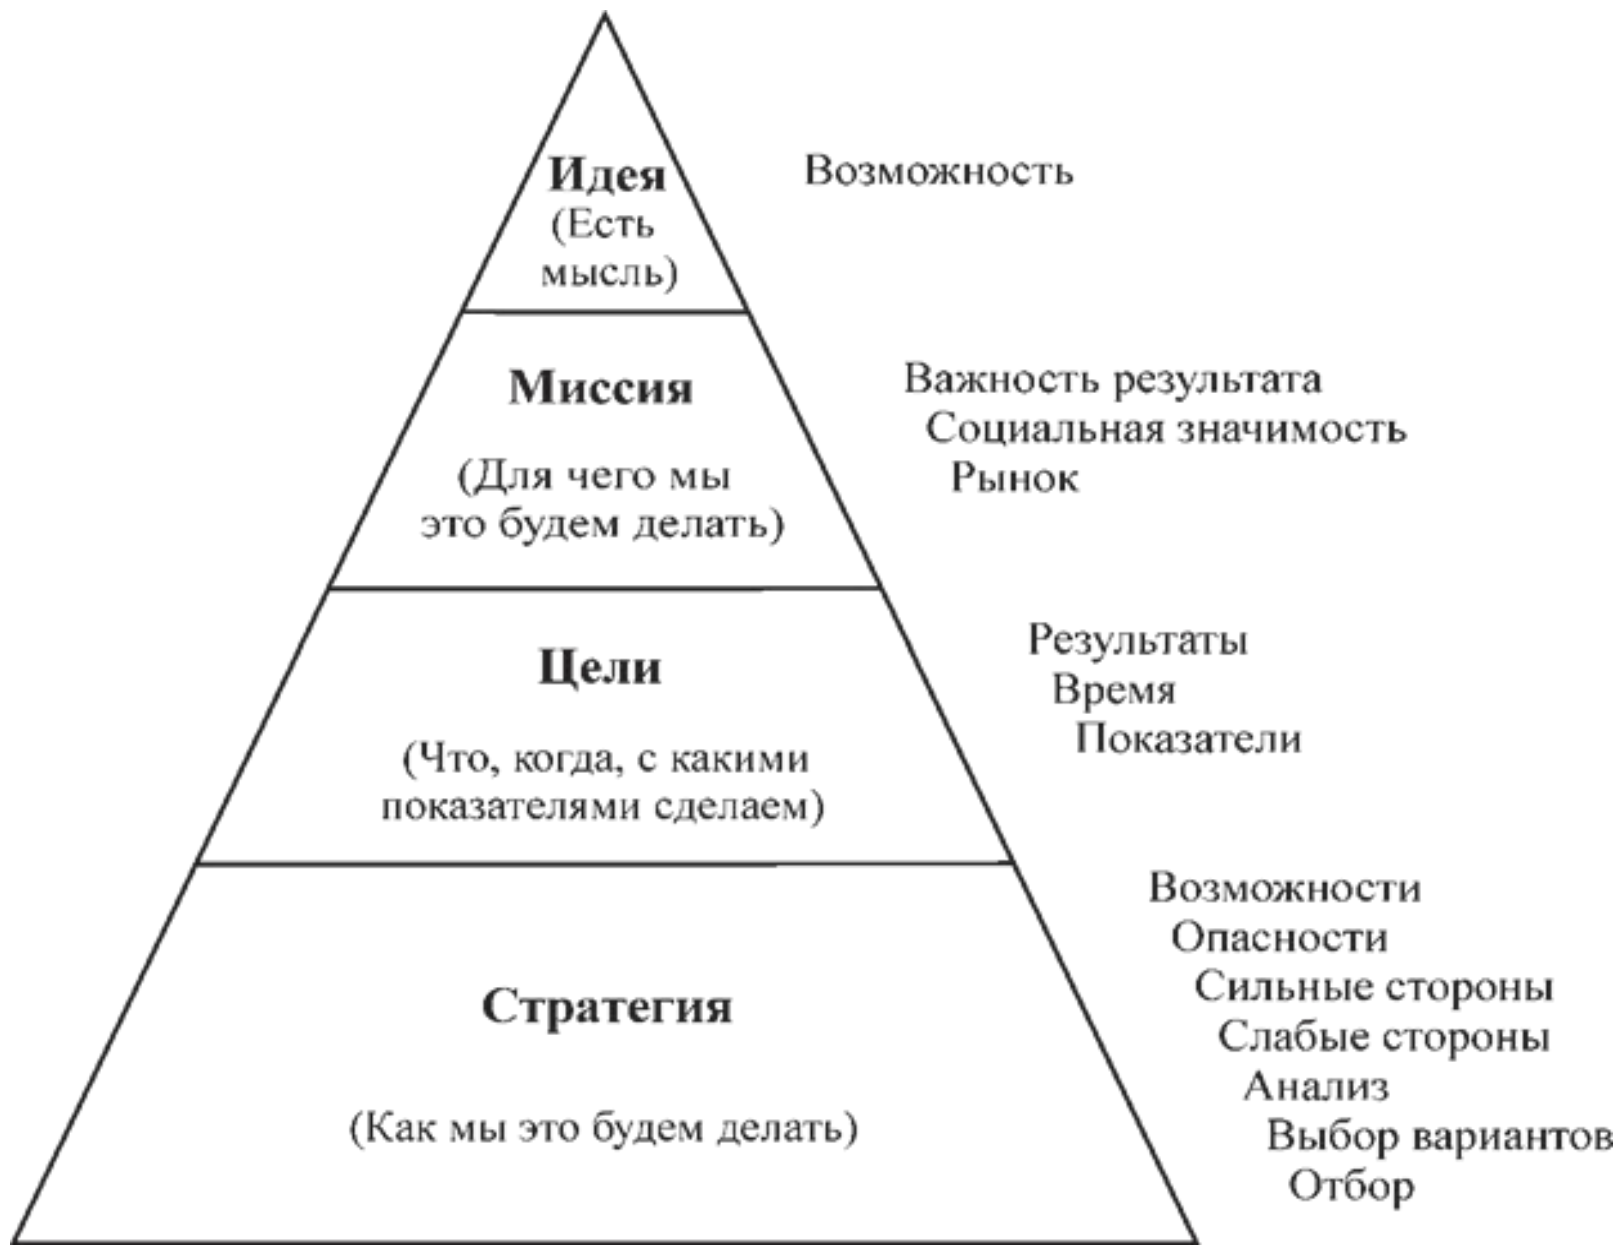 Идея
(Есть
мысль)
Возможность
Миссия
(Для чего мы
это будем делать)
Важность результата
Социальная значимость
Рынок
Цели
(Что, когда, с какими
показателями сделаем)
Результаты
Время
Показатели
Стратегия
(Как мы это будем делать)
Возможности
Опасности
Сильные стороны
Слабые стороны
Анализ
Выбор вариантов
Отбор